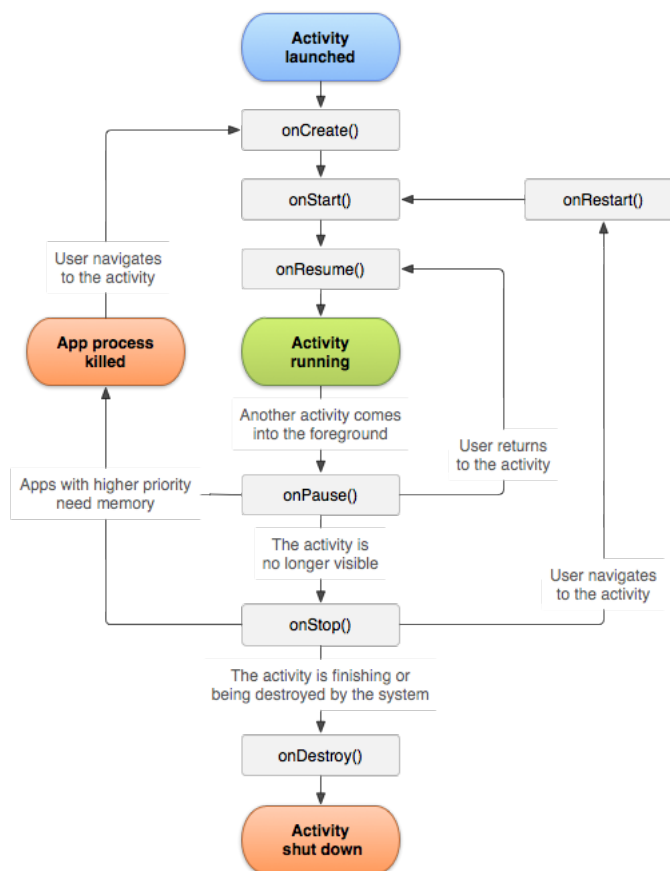 Activity
launched
onCreate()
onStart()
onRestart()
User navigates
to the activity
onResume()
App process
killed
Activity
running
Another activity comes
into the foreground
User returns
to the activity
Apps with higher priority
need memory
onPause()
The activity is
no longer visible
User navigates
to the activity
onStop()
The activity is finishing or
being destroyed by the system
onDestroy()
Activity
shut down